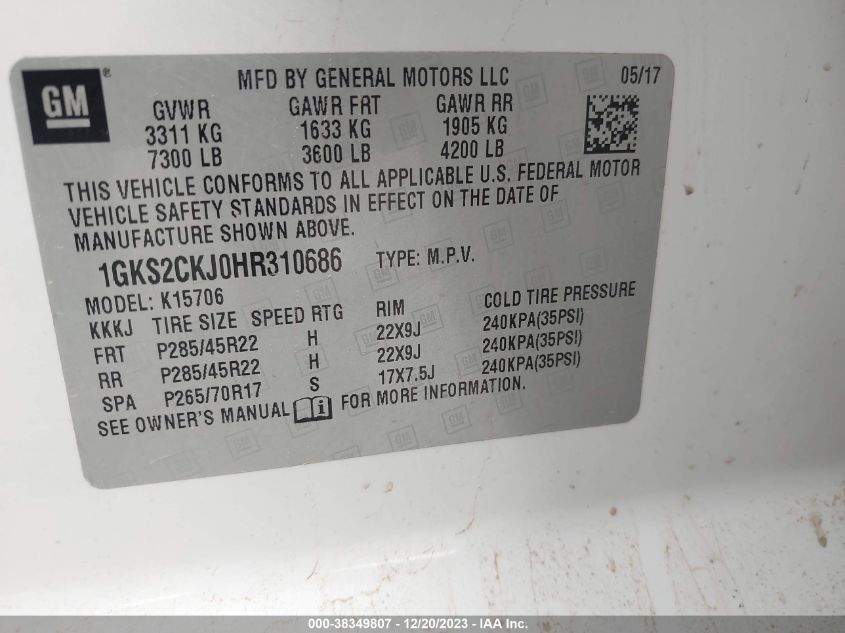 GM ® MFD BY GENERAL MOTORS LLC 05/17
GVWR GAWR FRT GAWR RR
3311 KG 1633 KG 1905 KG
7300 LB 3600 LB 4200 LB
THIS VEHICLE CONFORMS TO ALL APPLICABLE U.S. FEDERAL MOTOR
VEHICLE SAFETY STANDARDS IN EFFECT ON THE DATE OF
MANUFACTURE SHOWN ABOVE.
1GKS2CKJ0HR310686 TYPE: M.P.V.
MODEL: K15706
KKKJ TIRE SIZE SPEED RTG RIM COLD TIRE PRESSURE
FRT P285/45R22 H 22X9J 240KPA(35PSI)
RR P285/45R22 H 22X9J 240KPA(35PSI)
SPA P265/70R17 S 17X7.5J 240KPA(35PSI)
SEE OWNER'S MANUAL i FOR MORE INFORMATION.
000-38349807 - 12/20/2023 - IAA Inc.